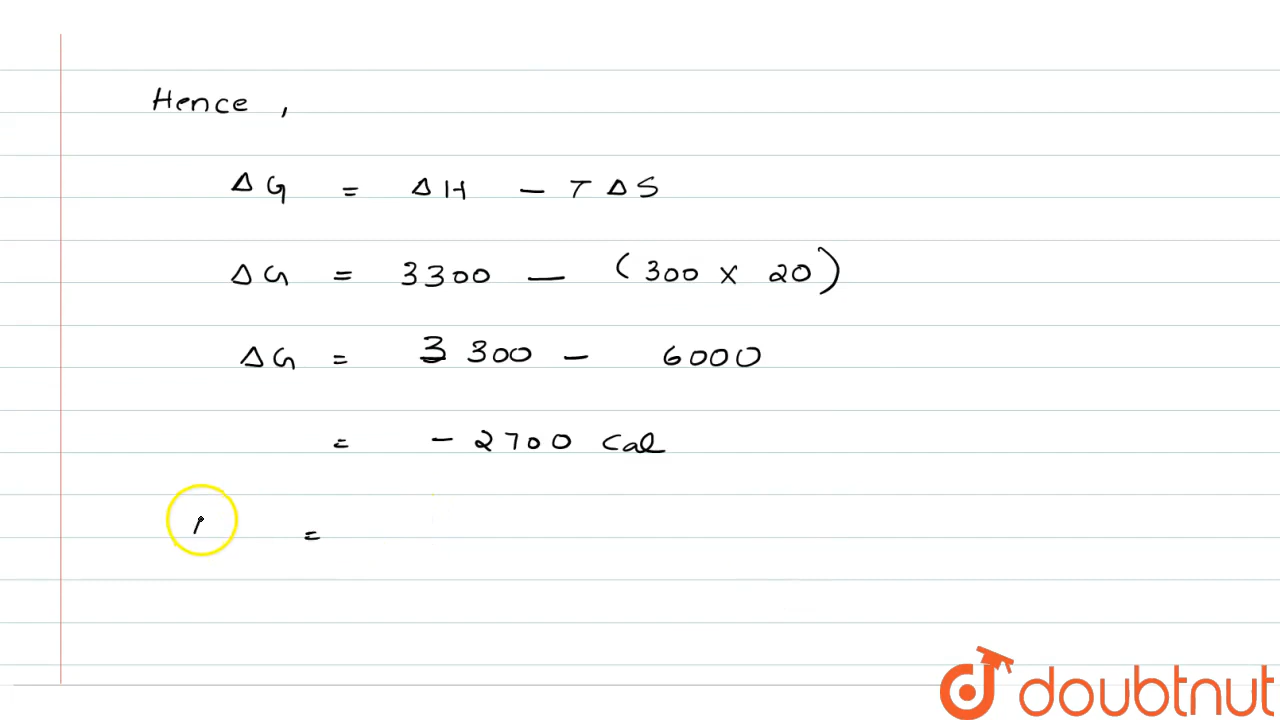 Hence ,
ΔG = ΔH – TΔS
ΔG = 3300 – (300 x 20)
ΔG = 3300 – 6000
= – 2700 Cal
=
doubtnut